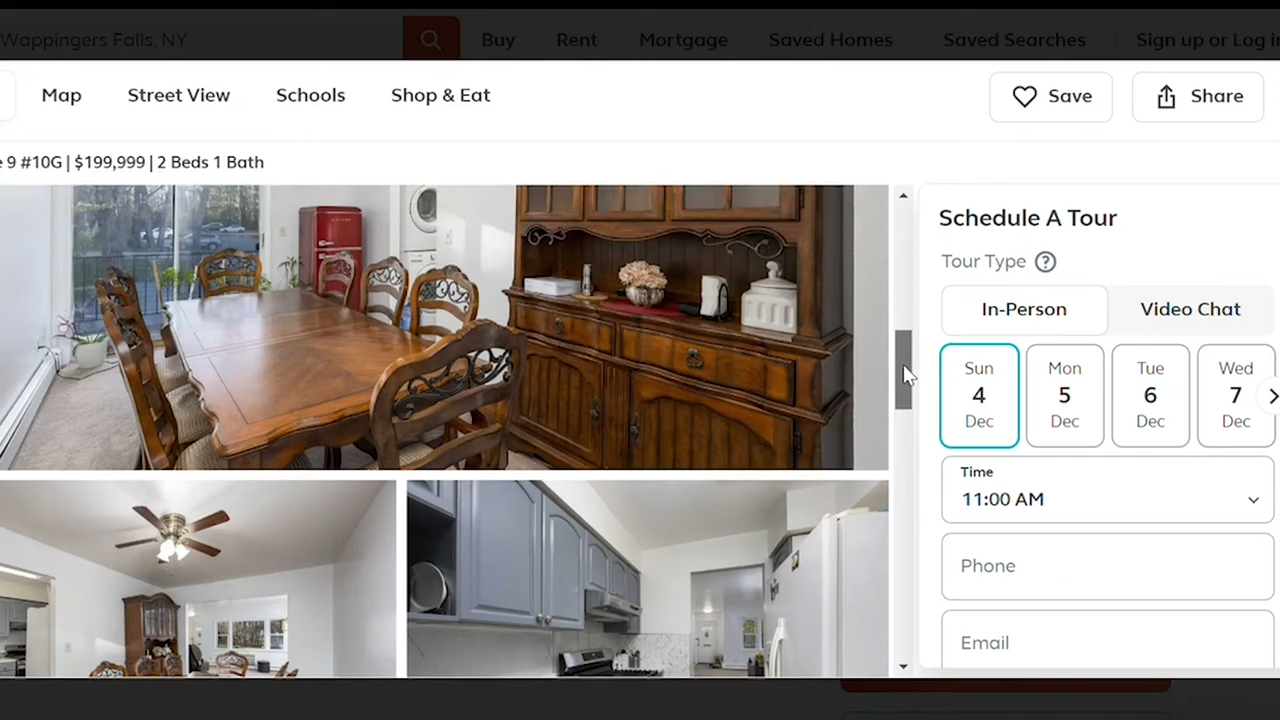 Wappingers Falls, NY
Buy
Rent
Mortgage
Saved Homes
Saved Searches
Sign up or Log in
Map
Street View
Schools
Shop & Eat
Save
Share
9 #10G | $199,999 | 2 Beds 1 Bath
Schedule A Tour
Tour Type
In-Person
Video Chat
Sun
4
Dec
Mon
5
Dec
Tue
6
Dec
Wed
7
Dec
Time
11:00 AM
Phone
Email